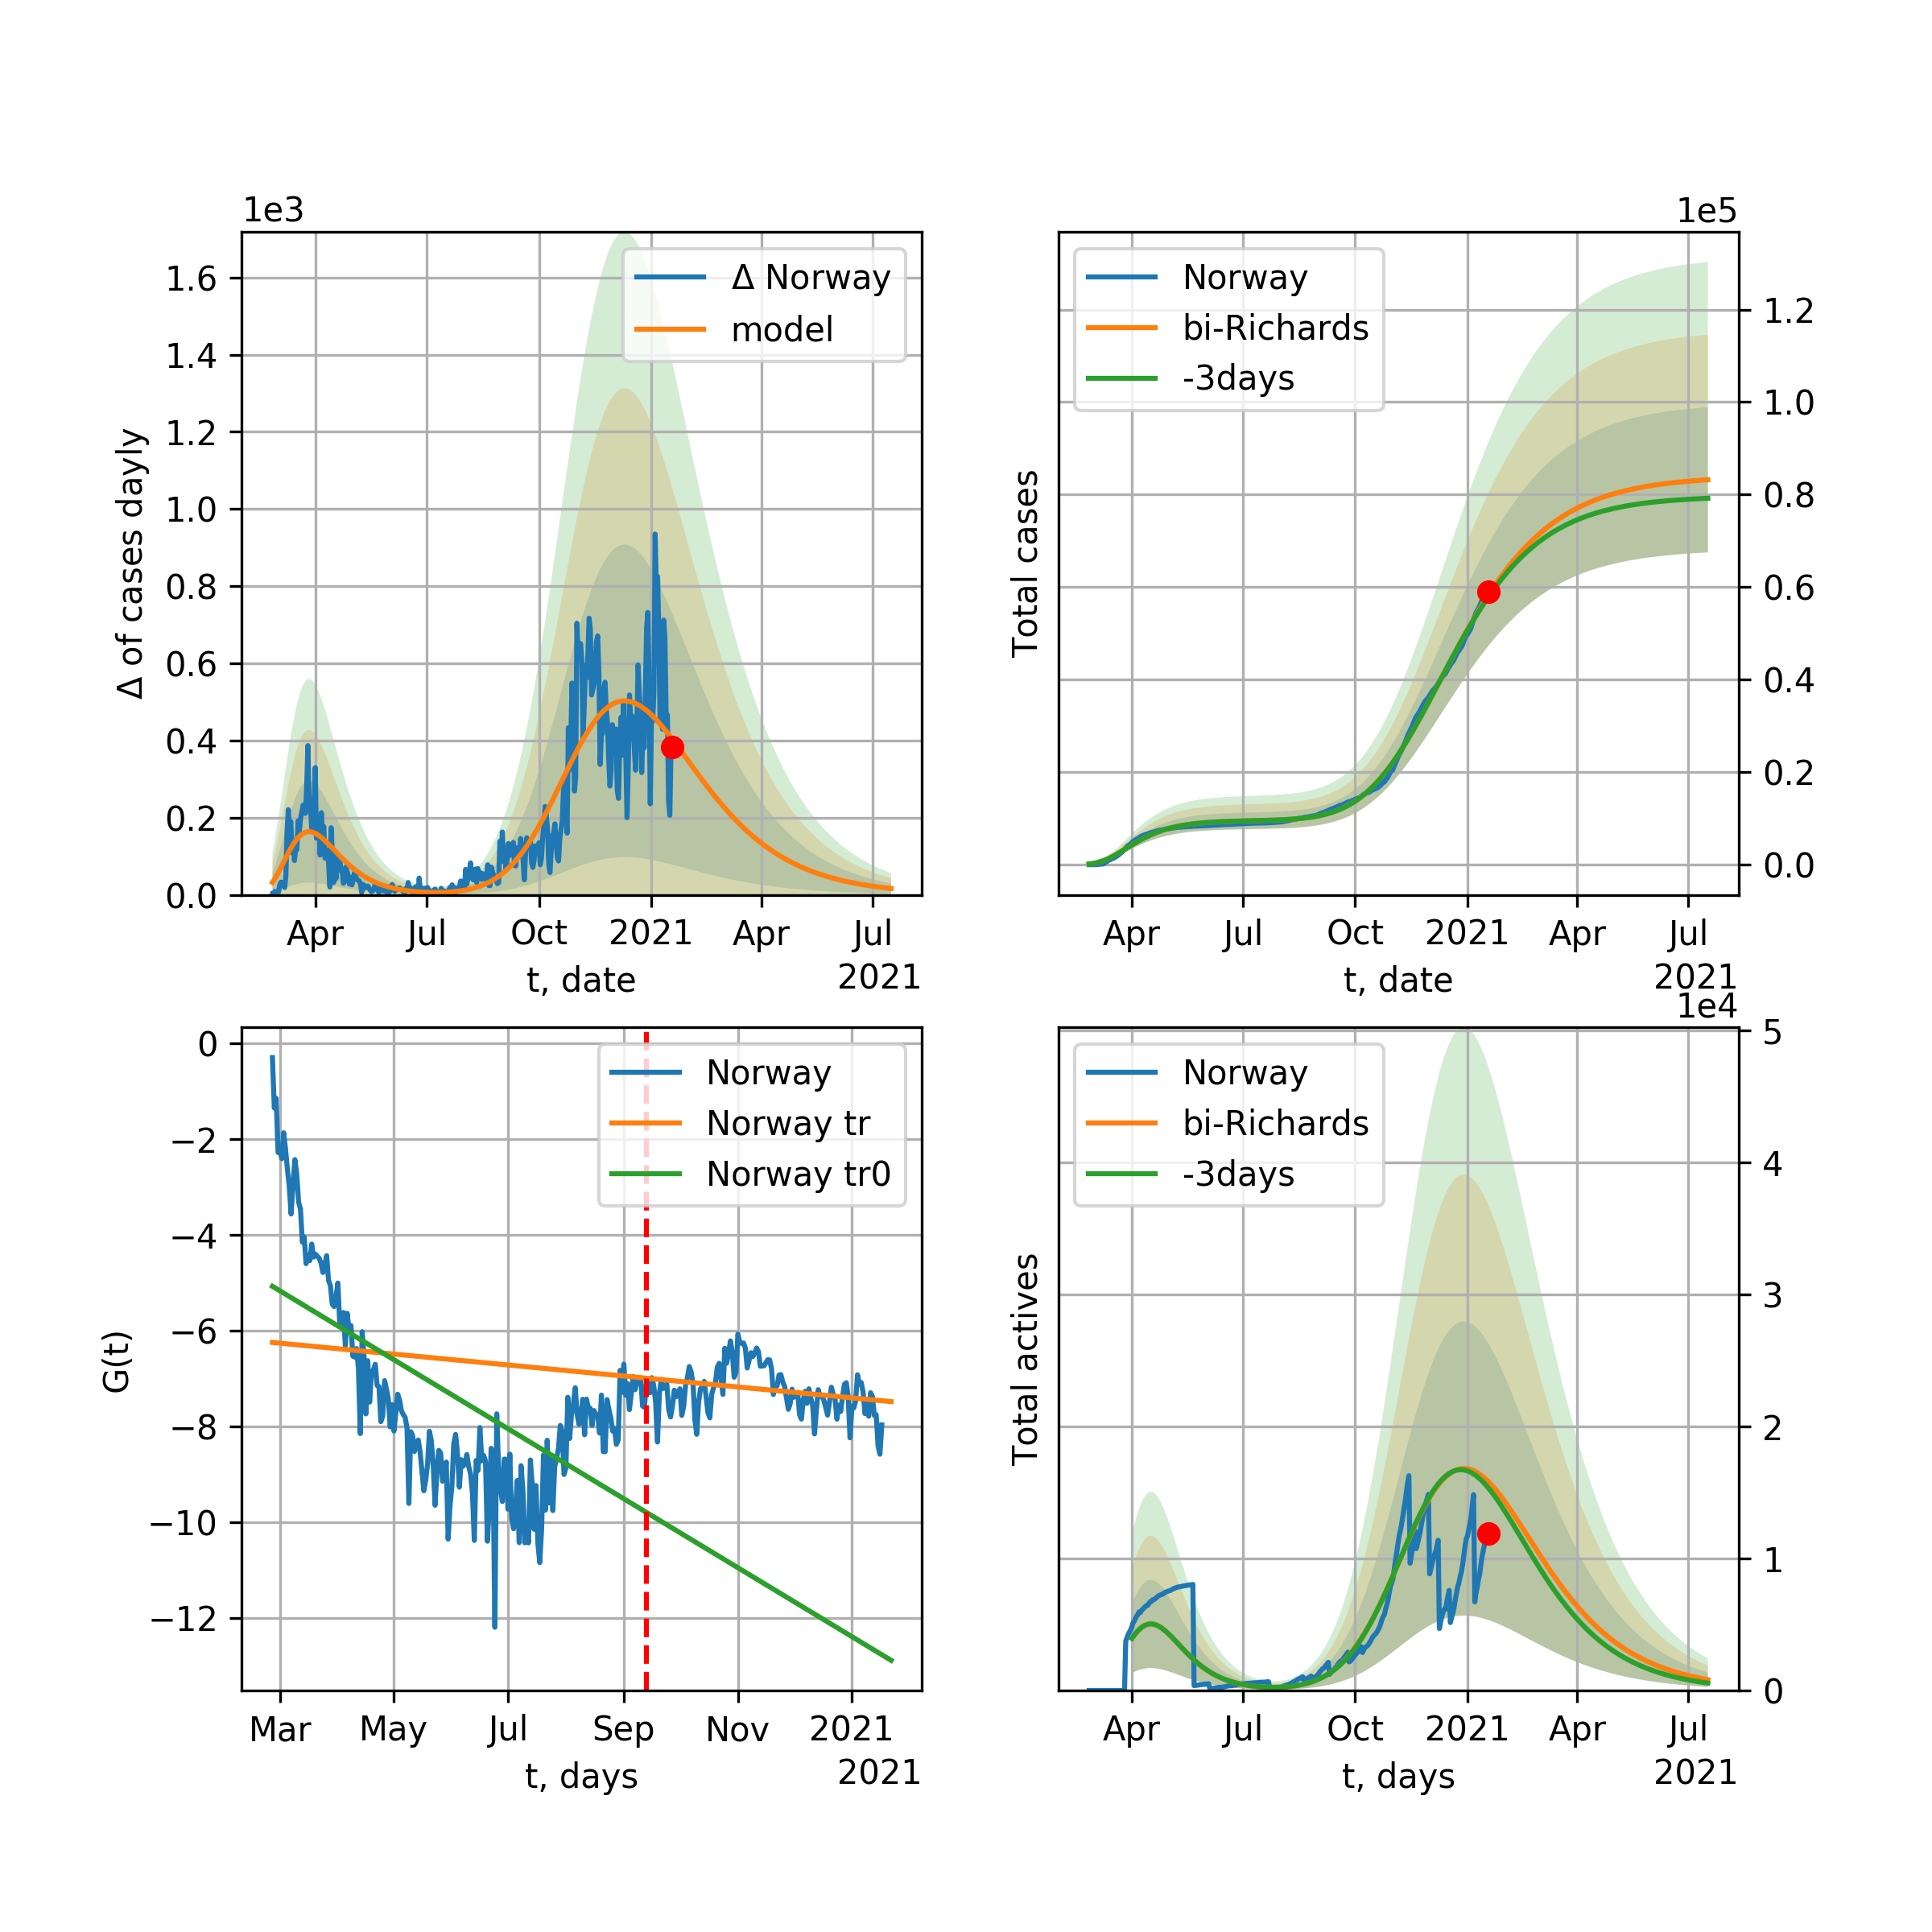 1e3
Δ Norway
model
1.6
1.4
1.2
1.0
0.8
0.6
0.4
0.2
0.0
Δ of cases dayly
Apr
Jul
Oct
2021
Apr
Jul
t, date
2021
1e5
Norway
bi-Richards
-3days
1.2
1.0
0.8
0.6
0.4
0.2
0.0
Total cases
Apr
Jul
Oct
2021
Apr
Jul
t, date
2021
Norway
Norway tr
Norway tr0
0
−2
−4
−6
−8
−10
−12
G(t)
Mar
May
Jul
Sep
Nov
2021
t, days
2021
1e4
Norway
bi-Richards
-3days
5
4
3
2
1
0
Total actives
Apr
Jul
Oct
2021
Apr
Jul
t, days
2021